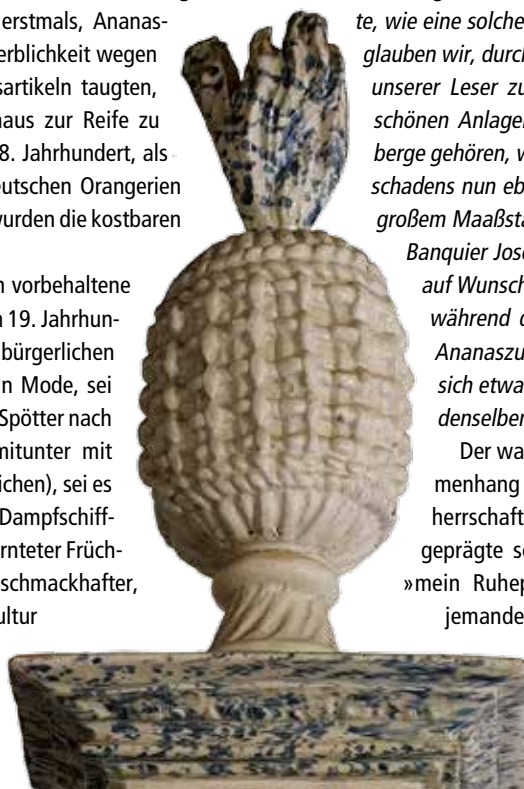 erstmals, Ananas-
erblichkeit wegen
sartikeln taugten,
haus zur Reife zu
8. Jahrhundert, als
eutschen Orangerien
wurden die kostbaren
n vorbehaltene
n 19. Jahrhun-
bürgerlichen
in Mode, sei
Spötter nach
mitunter mit
ichen), sei es
Dampfschiff-
rnteter Früch-
schmackhafter,
ultur
te, wie eine solche
glauben wir, durch
unserer Leser zu
schönen Anlagen
berge gehören, w
schadens nun eb
großem Maaßsta
Banquier Jose
auf Wunsch
während d
Ananaszu
sich etwa
denselben
Der wa
menhang
herrschaft
geprägte se
»mein Ruhep
jemande